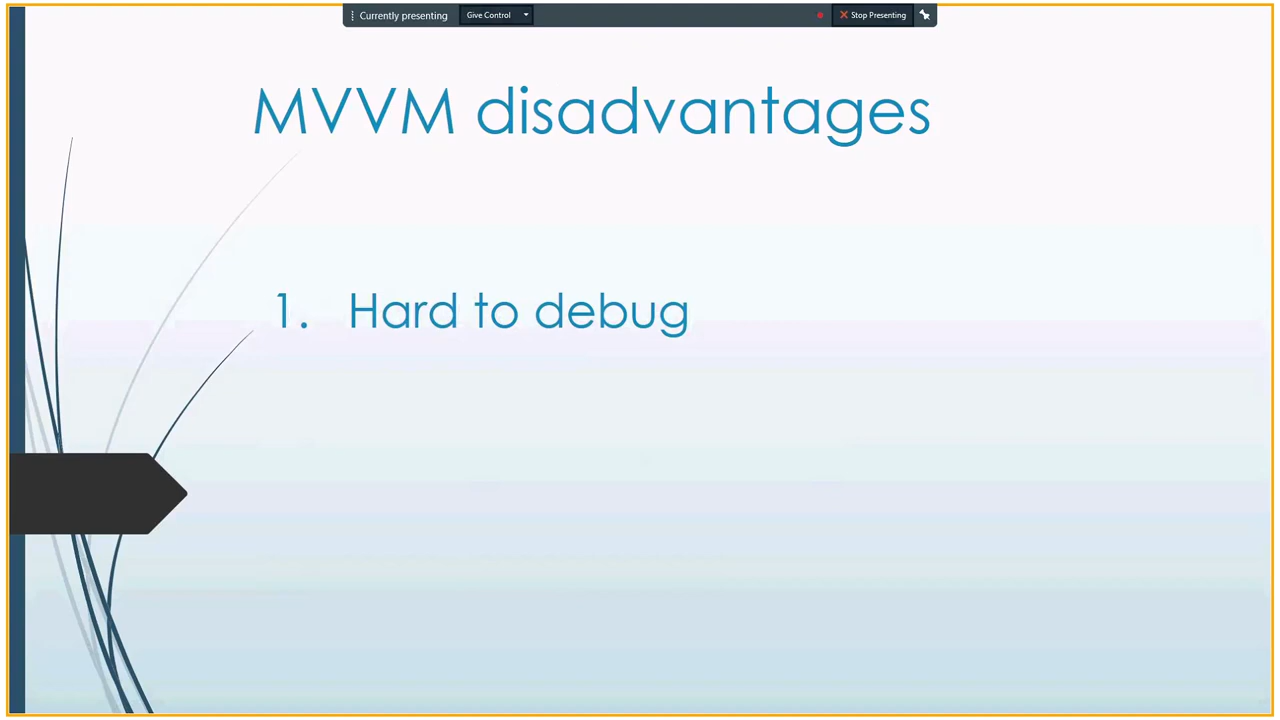 Currently presenting
Give Control
Stop Presenting
MVVM disadvantages
1. Hard to debug